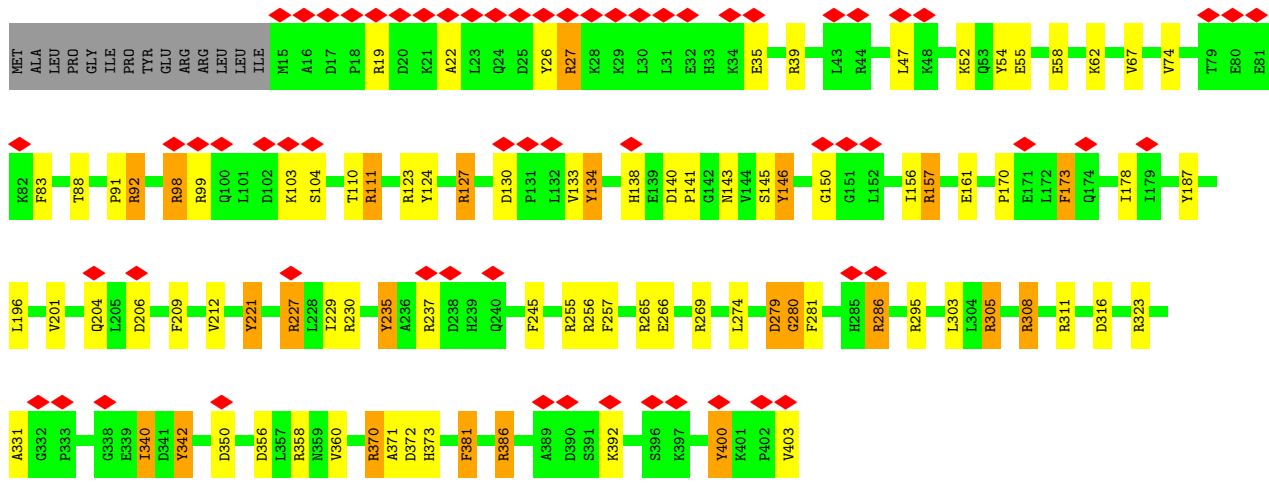 MET ALA LEU PRO GLY ILE PRO TYR GLU ARG ARG LEU LEU ILE M15 A16 D17 P18 R19 D20 K21 A22 L23 Q24 D25 Y26 R27 K28 K29 L30 L31 E32 H33 K34 E35 R39 L43 R44 L47 K48 K52 Q53 Y54 E55 E58 K62 V67 V74 T79 E80 E81
K82 F83 T88 P91 R92 R98 R99 Q100 L101 D102 K103 S104 T110 R111 R123 Y124 R127 D130 P131 L132 V133 Y134 H138 E139 D140 P141 G142 N143 V144 S145 Y146 G150 G151 L152 I156 R157 E161 P170 E171 L172 F173 Q174 I178 I179 Y187
L196 V201 Q204 L205 D206 F209 V212 Y221 R227 L228 I229 R230 Y235 A236 R237 D238 H239 Q240 F245 R255 R256 F257 R265 E266 R269 L274 D279 G280 F281 H285 R286 R295 L303 L304 R305 R308 R311 D316 R323
A331 G332 P333 G338 E339 I340 D341 Y342 D350 D356 L357 R358 N359 V360 R370 A371 D372 H373 F381 R386 A389 D390 S391 K392 S396 K397 Y400 K401 P402 V403